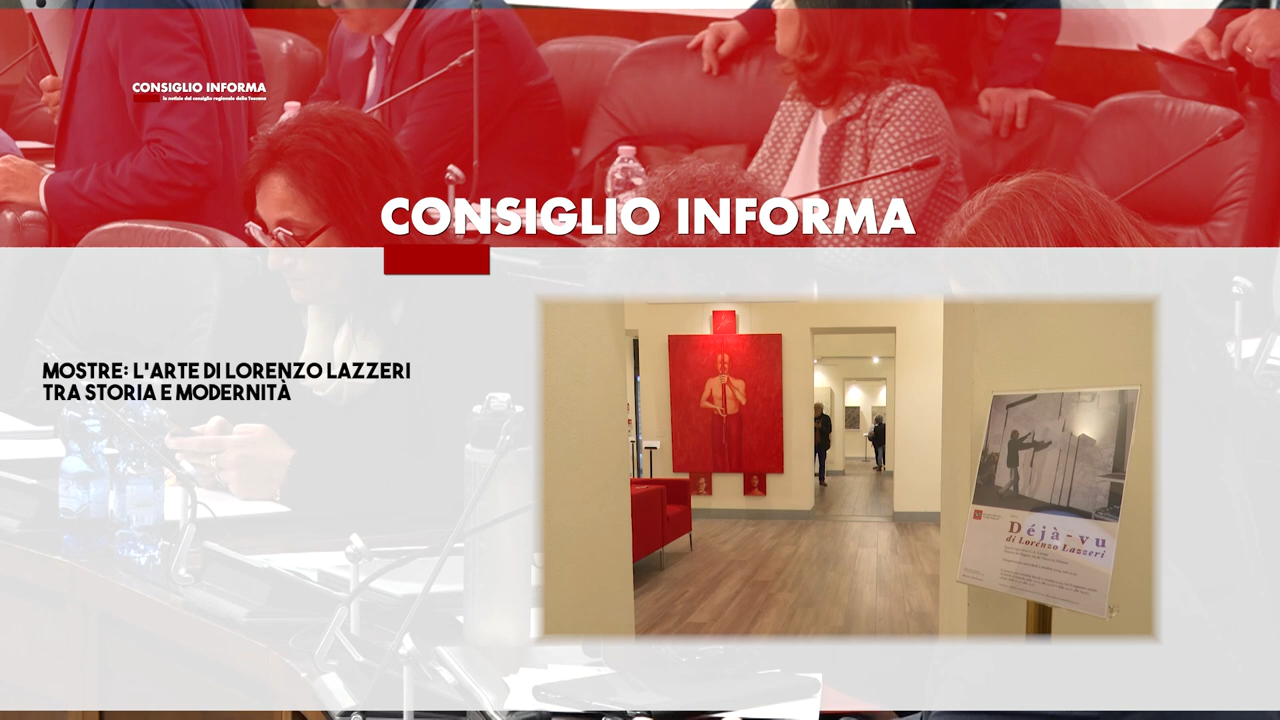 CONSIGLIO INFORMA
le notizie del consiglio regionale della Toscana
CONSIGLIO INFORMA
MOSTRE: L'ARTE DI LORENZO LAZZERI
TRA STORIA E MODERNITÀ
Déjà-vu
di Lorenzo Lazzeri